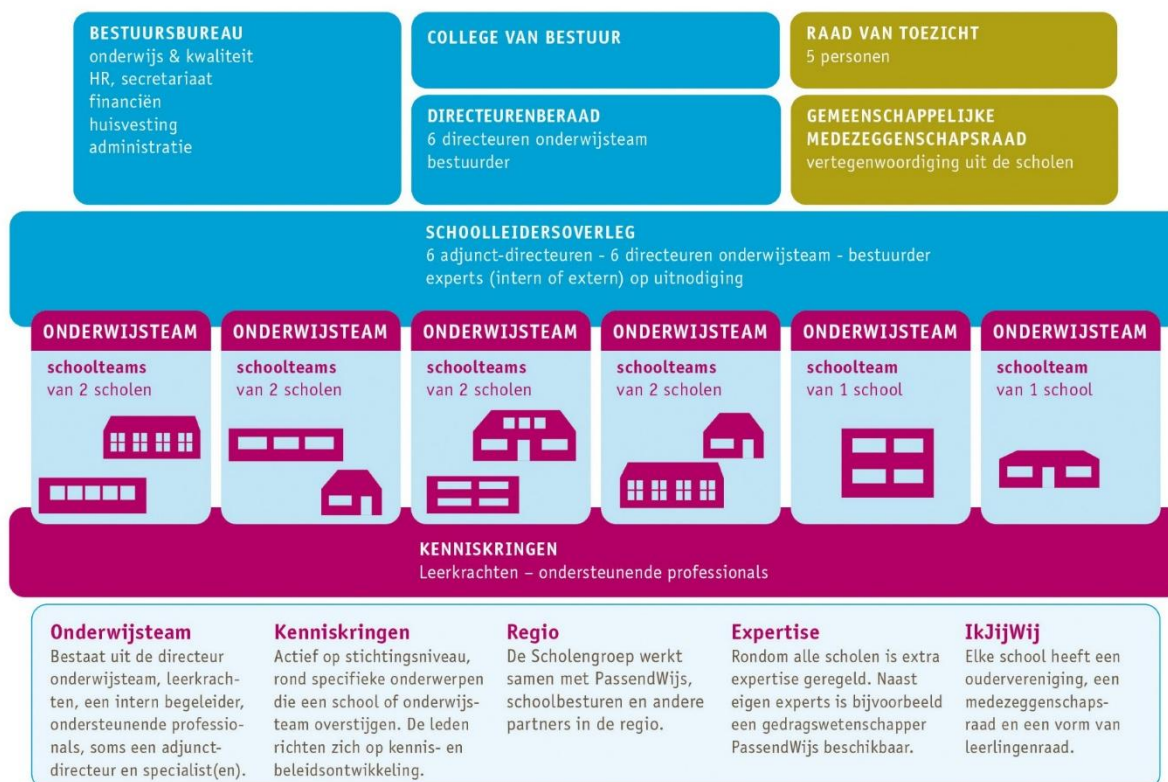 BESTUURSBUREAU
onderwijs & kwaliteit
HR, secretariaat
financiën
huisvesting
administratie
COLLEGE VAN BESTUUR
RAAD VAN TOEZICHT
5 personen
DIRECTEURENBERAAD
6 directeuren onderwijsteam
bestuurder
GEMEENSCHAPPELIJKE
MEDEZEGGENSCHAPSRAAD
vertegenwoordiging uit de scholen
SCHOOLLEIDERSOVERLEG
6 adjunct-directeuren - 6 directeuren onderwijsteam - bestuurder
experts (intern of extern) op uitnodiging
ONDERWIJSTEAM
schoolteams
van 2 scholen
ONDERWIJSTEAM
schoolteams
van 2 scholen
ONDERWIJSTEAM
schoolteams
van 2 scholen
ONDERWIJSTEAM
schoolteams
van 2 scholen
ONDERWIJSTEAM
schoolteam
van 1 school
ONDERWIJSTEAM
schoolteam
van 1 school
KENNISKRINGEN
Leerkrachten – ondersteunende professionals
Onderwijsteam
Bestaat uit de directeur
onderwijsteam, leerkrach-
ten, een intern begeleider,
ondersteunende professio-
nals, soms een adjunct-
directeur en specialist(en).
Kenniskringen
Actief op stichtingsniveau,
rond specifieke onderwerpen
die een school of onderwijs-
team overstijgen. De leden
richten zich op kennis- en
beleidsontwikkeling.
Regio
De Scholengroep werkt
samen met PassendWijs,
schoolbesturen en andere
partners in de regio.
Expertise
Rondom alle scholen is extra
expertise geregeld. Naast
eigen experts is bijvoorbeeld
een gedragswetenschapper
PassendWijs beschikbaar.
IkJijWij
Elke school heeft een
oudervereniging, een
medezeggenschaps-
raad en een vorm van
leerlingenraad.